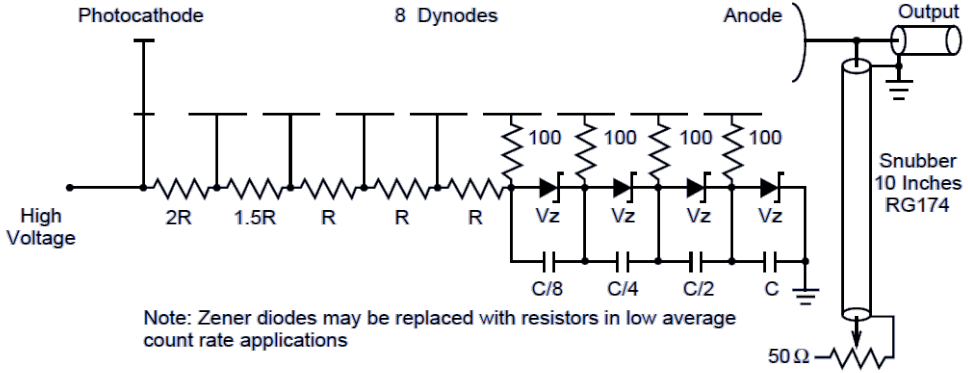 Photocathode
8 Dynodes
Anode
Output
100
100
100
100
High
Voltage
2R
1.5R
R
R
R
Vz
Vz
Vz
Vz
C/8
C/4
C/2
C
Snubber
10 Inches
RG174
Note: Zener diodes may be replaced with resistors in low average
count rate applications
50 Ω